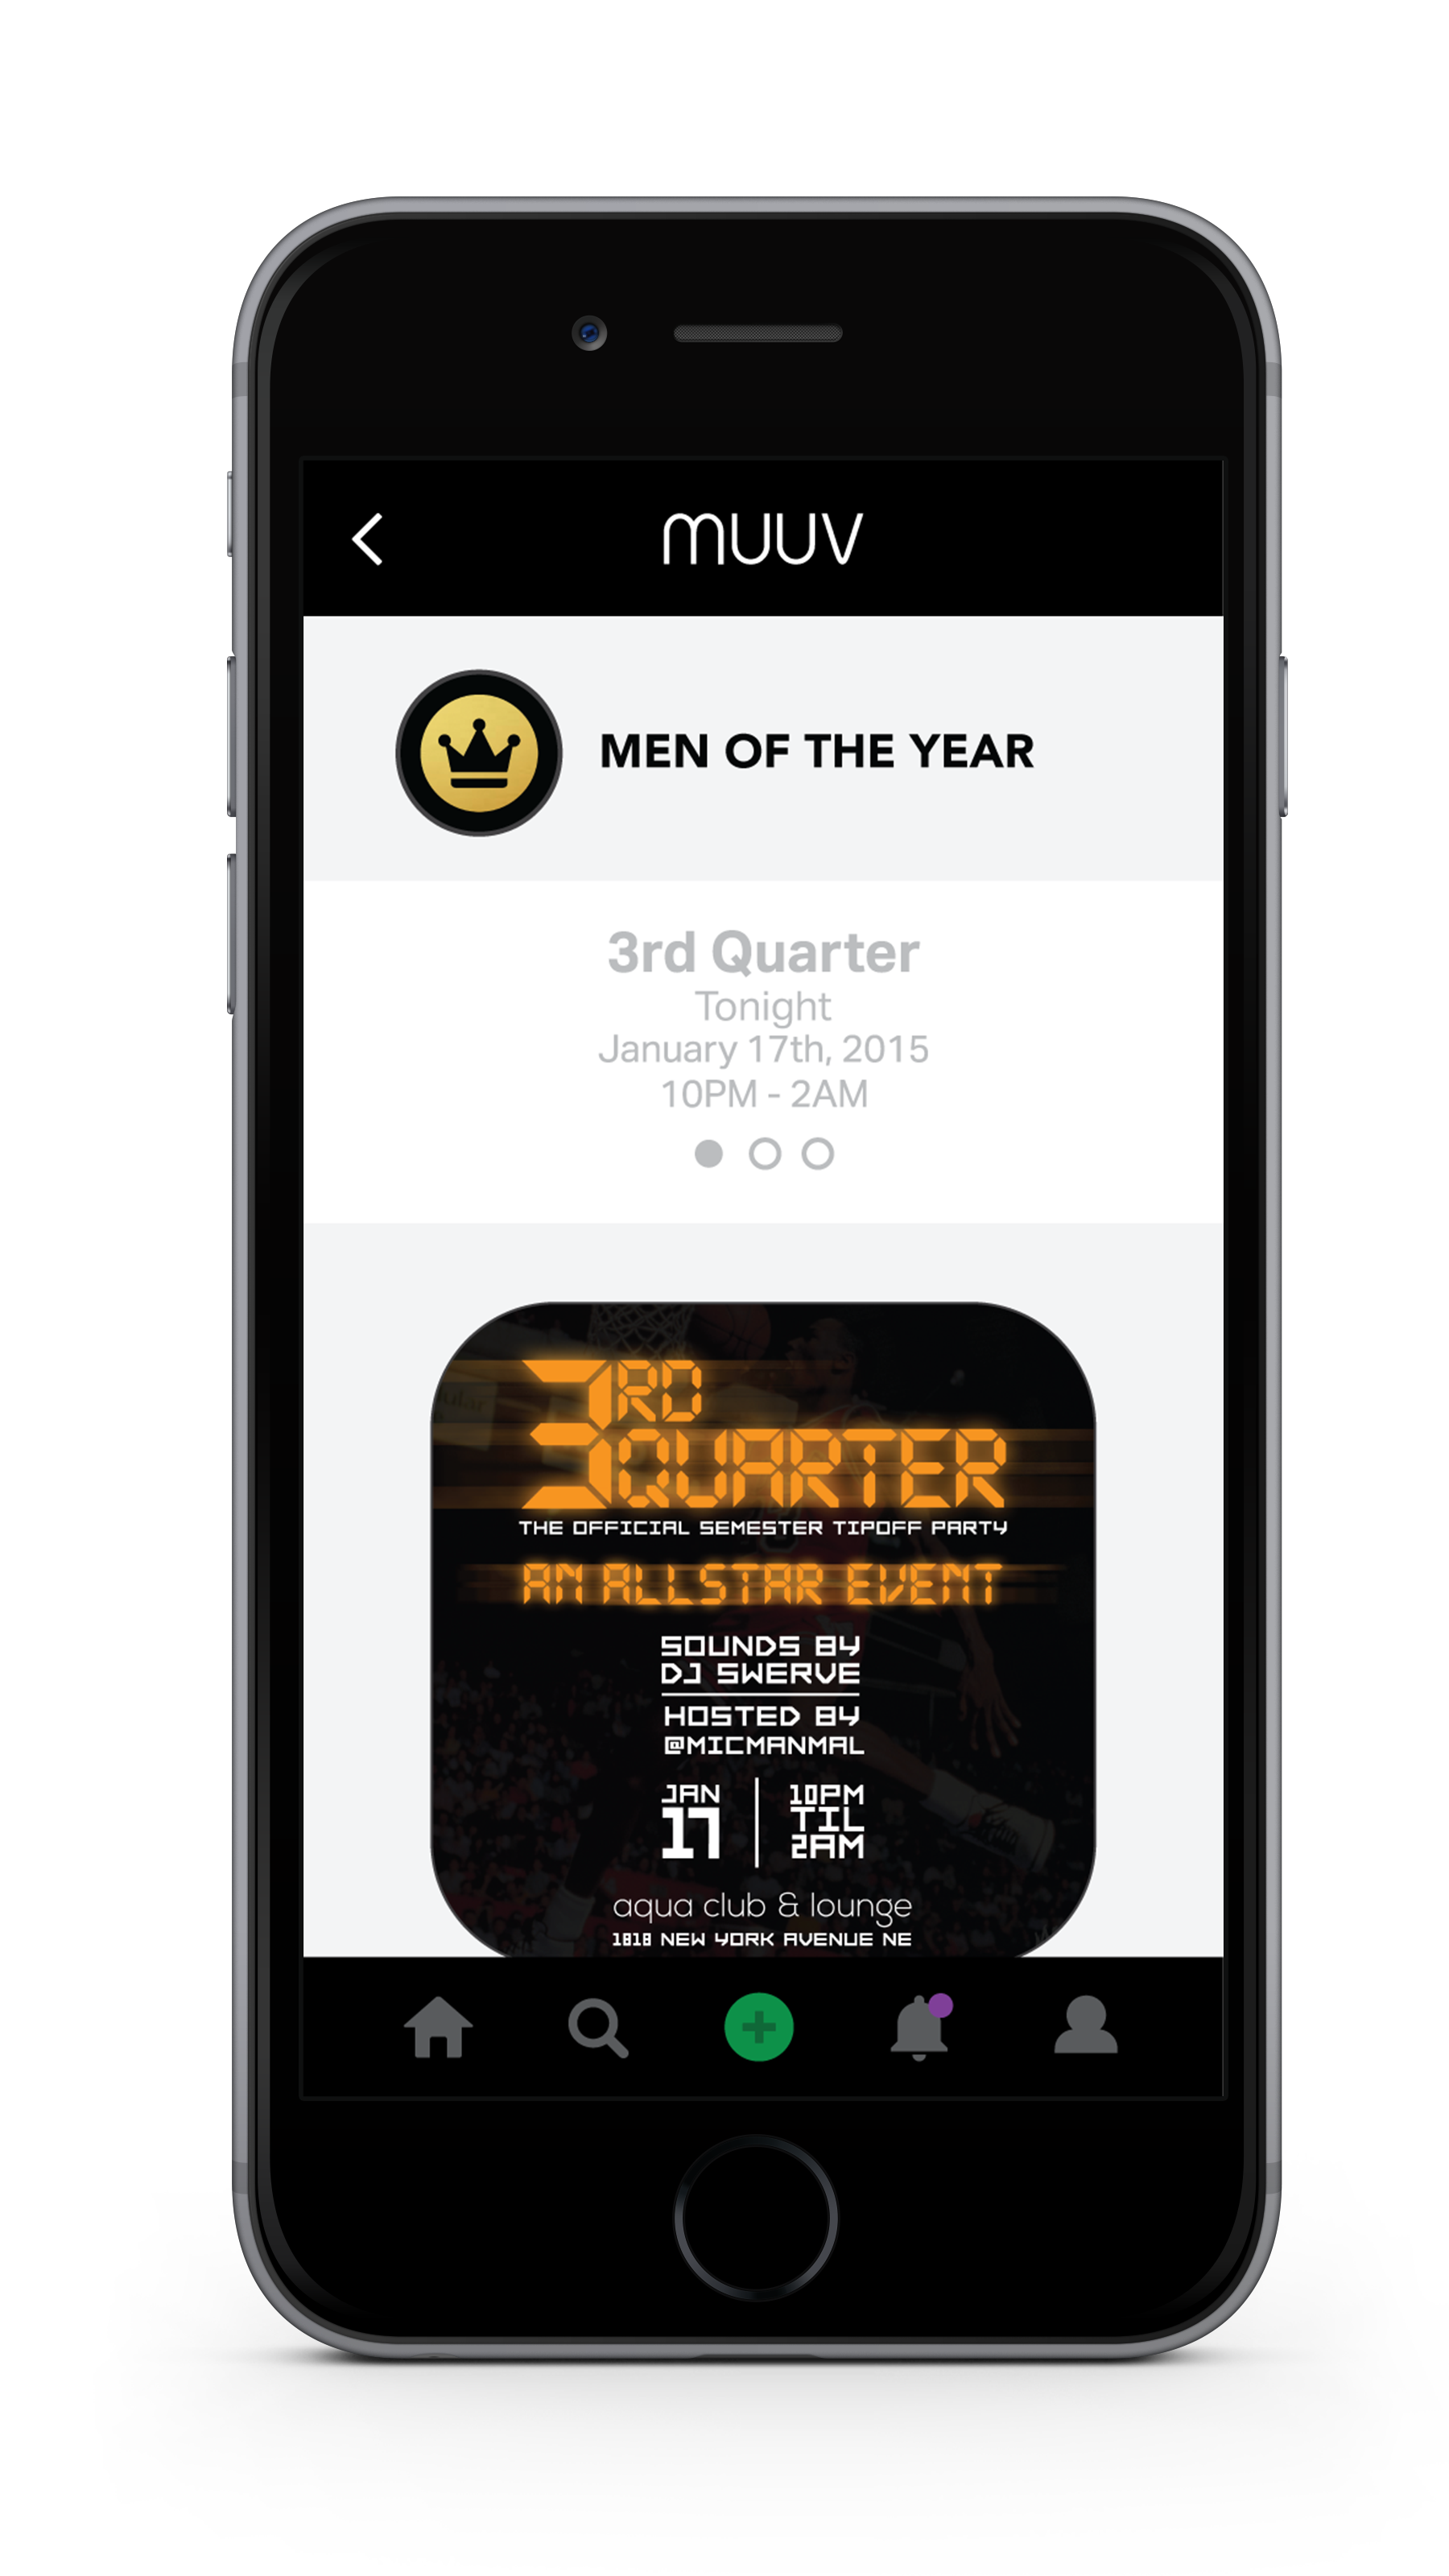 muuv
MEN OF THE YEAR
3rd Quarter
Tonight
January 17th, 2015
10PM - 2AM
3RD
QUARTER
THE OFFICIAL SEMESTER TIPOFF PARTY
AN ALLSTAR EVENT
SOUNDS BY
DJ SWERVE
HOSTED BY
@MICMANMAL
JAN
17
10PM
TIL
2AM
aqua club & lounge
1818 NEW YORK AVENUE NE